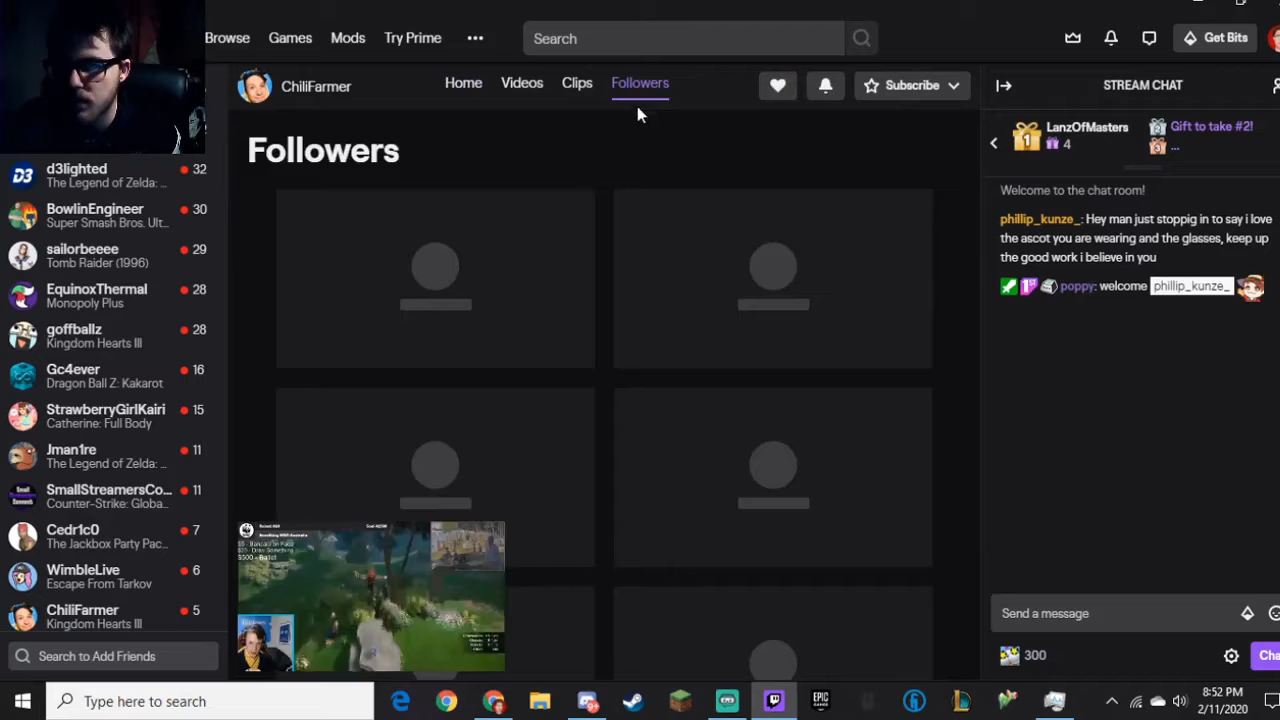 Browse Games Mods Try Prime ••• Search Get Bits
ChiliFarmer Home Videos Clips Followers Subscribe
STREAM CHAT
Followers
d3lighted 32
The Legend of Zelda: ...
BowlinEngineer 30
Super Smash Bros. Ult...
sailorbeeee 29
Tomb Raider (1996)
EquinoxThermal 28
Monopoly Plus
goffballz 28
Kingdom Hearts III
Gc4ever 16
Dragon Ball Z: Kakarot
StrawberryGirlKairi 15
Catherine: Full Body
Jman1re 11
The Legend of Zelda: ...
SmallStreamersCo... 11
Counter-Strike: Globa...
Cedr1c0 7
The Jackbox Party Pac...
WimbleLive 6
Escape From Tarkov
ChiliFarmer 5
Kingdom Hearts III
Search to Add Friends
1 LanzOfMasters
4
2 Gift to take #2!
3 ...
Welcome to the chat room!
phillip_kunze_: Hey man just stoppig in to say i love
the ascot you are wearing and the glasses, keep up
the good work i believe in you
1ST poppy: welcome phillip_kunze_
Send a message
300
Cha
Type here to search
EPIC
GAMES
8:52 PM
2/11/2020